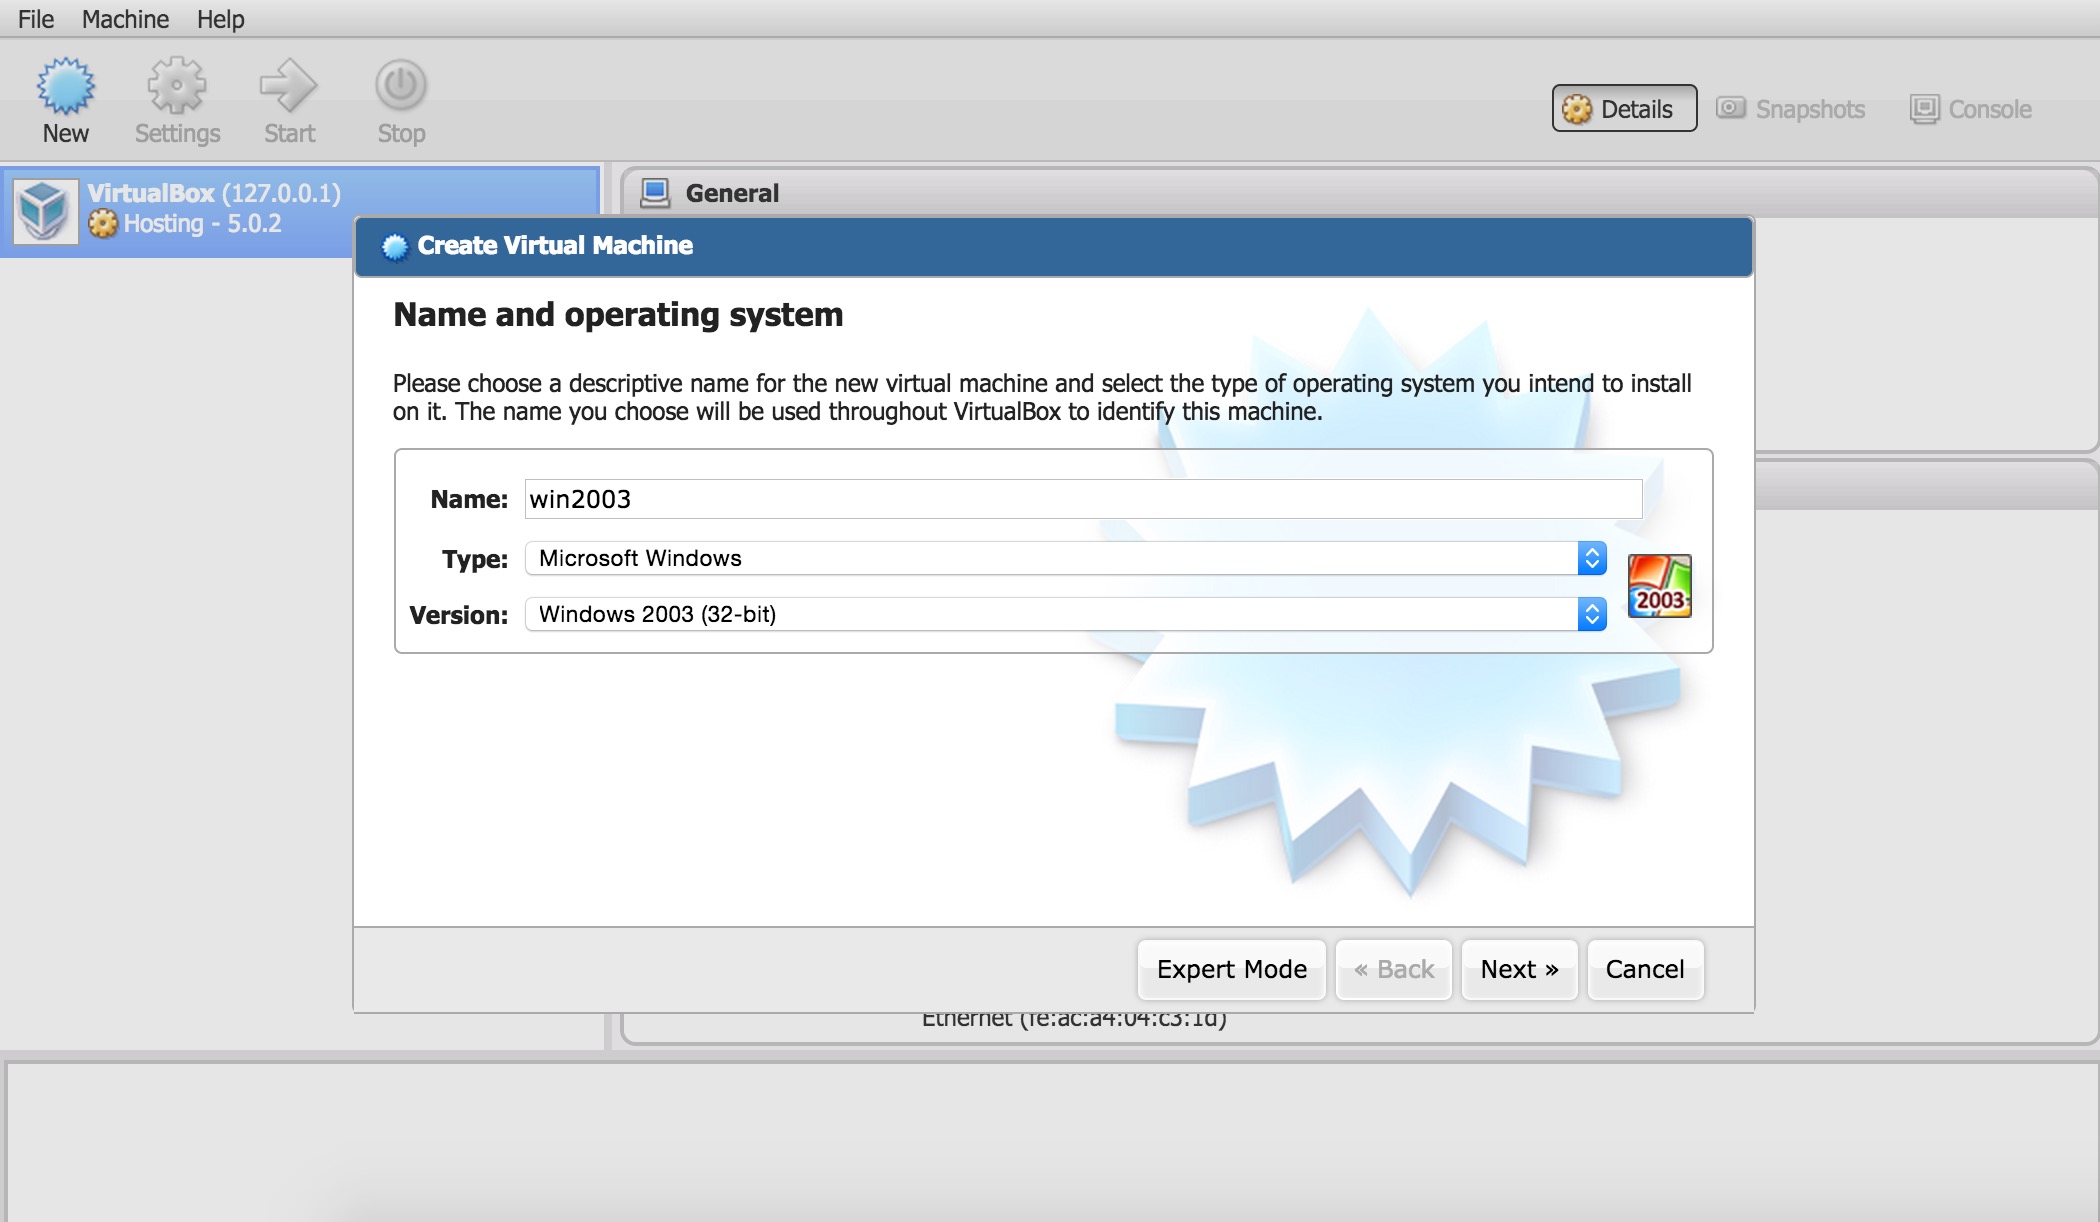 File Machine Help
New Settings Start Stop
Details Snapshots Console
VirtualBox (127.0.0.1)
Hosting - 5.0.2
General
Create Virtual Machine
Name and operating system
Please choose a descriptive name for the new virtual machine and select the type of operating system you intend to install
on it. The name you choose will be used throughout VirtualBox to identify this machine.
Name: win2003
Type: Microsoft Windows
Version: Windows 2003 (32-bit)
2003
Expert Mode « Back Next » Cancel
Ethernet (fe:ac:a4:04:c3:1d)